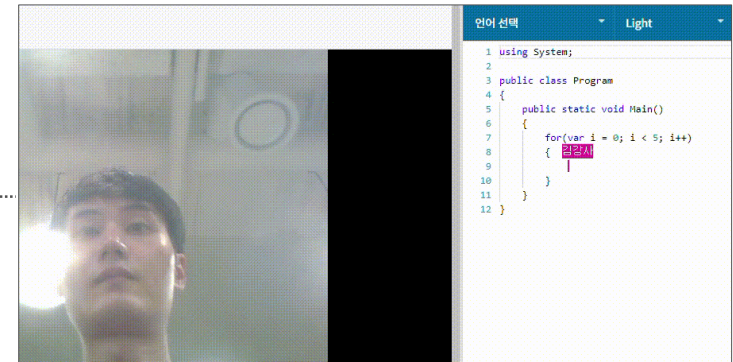 언어 선택 Light
1 using System;
2
3 public class Program
4 {
5 public static void Main()
6 {
7 for(var i = 0; i < 5; i++)
8 { 김강사
9
10 }
11 }
12 }